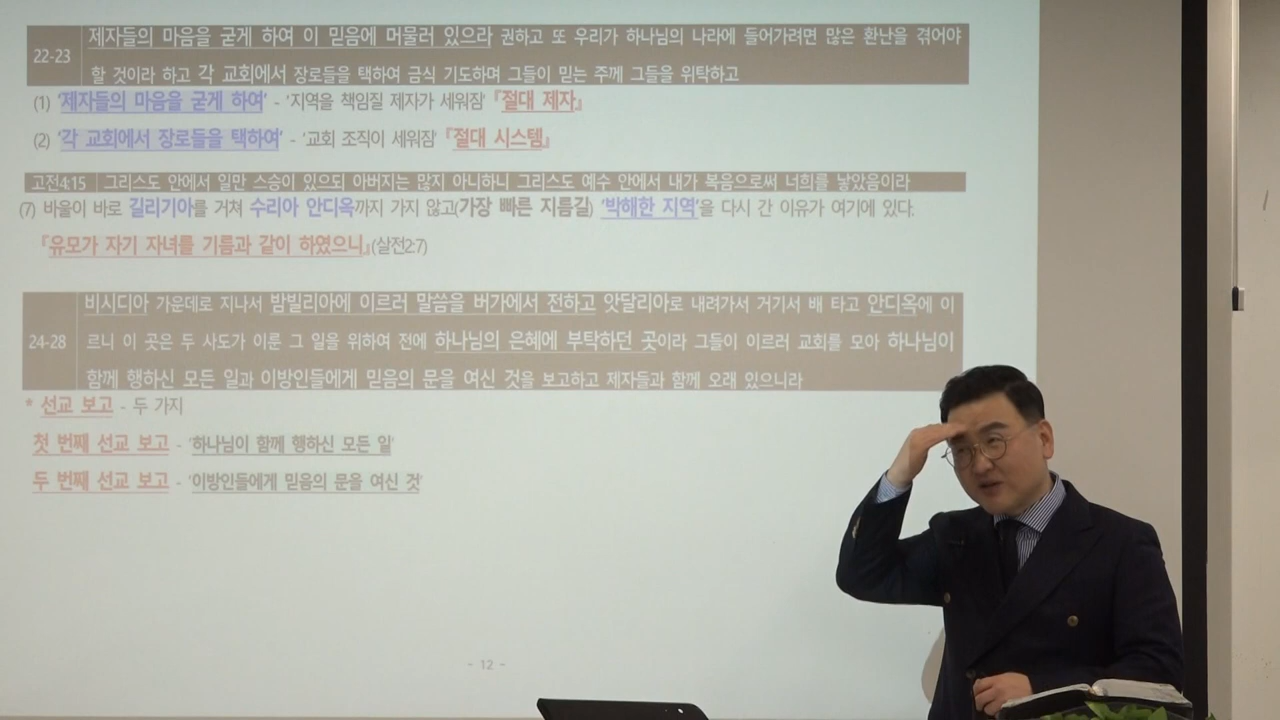 22-23 제자들의 마음을 굳게 하여 이 믿음에 머물러 있으라 권하고 또 우리가 하나님의 나라에 들어가려면 많은 환난을 겪어야
할 것이라 하고 각 교회에서 장로들을 택하여 금식 기도하며 그들이 믿는 주께 그들을 위탁하고
(1) '제자들의 마음을 굳게 하여' - '지역을 책임질 제자가 세워짐' 『절대 제자』
(2) '각 교회에서 장로들을 택하여' - '교회 조직이 세워짐' 『절대 시스템』
고전4:15 그리스도 안에서 일만 스승이 있으되 아버지는 많지 아니하니 그리스도 예수 안에서 내가 복음으로써 너희를 낳았음이라
(7) 바울이 바로 길리기아를 거쳐 수리아 안디옥까지 가지 않고(가장 빠른 지름길) '박해한 지역'을 다시 간 이유가 여기에 있다.
『유모가 자기 자녀를 기름과 같이 하였으니』(살전2:7)
24-28 비시디아 가운데로 지나서 밤빌리아에 이르러 말씀을 버가에서 전하고 앗달리아로 내려가서 거기서 배 타고 안디옥에 이
르니 이 곳은 두 사도가 이룬 그 일을 위하여 전에 하나님의 은혜에 부탁하던 곳이라 그들이 이르러 교회를 모아 하나님이
함께 행하신 모든 일과 이방인들에게 믿음의 문을 여신 것을 보고하고 제자들과 함께 오래 있으니라
* 선교 보고 - 두 가지
첫 번째 선교 보고 - '하나님이 함께 행하신 모든 일'
두 번째 선교 보고 - '이방인들에게 믿음의 문을 여신 것'
- 12 -